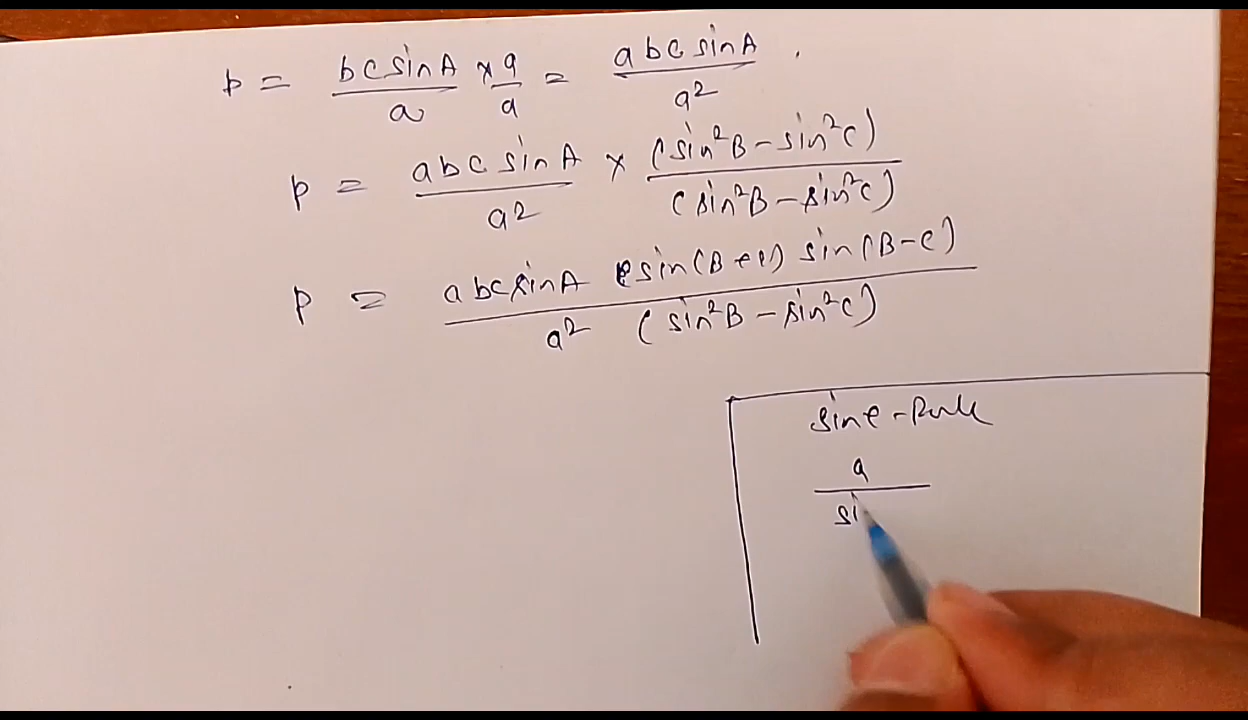 p = bc sin A / a × a / a = abc sin A / a² .
p = abc sin A / a² × (sin²B - sin²C) / (sin²B - sin²C)
p = abc sin A sin(B+C) sin(B-C) / a² (sin²B - sin²C)
sine-Rule
a / si